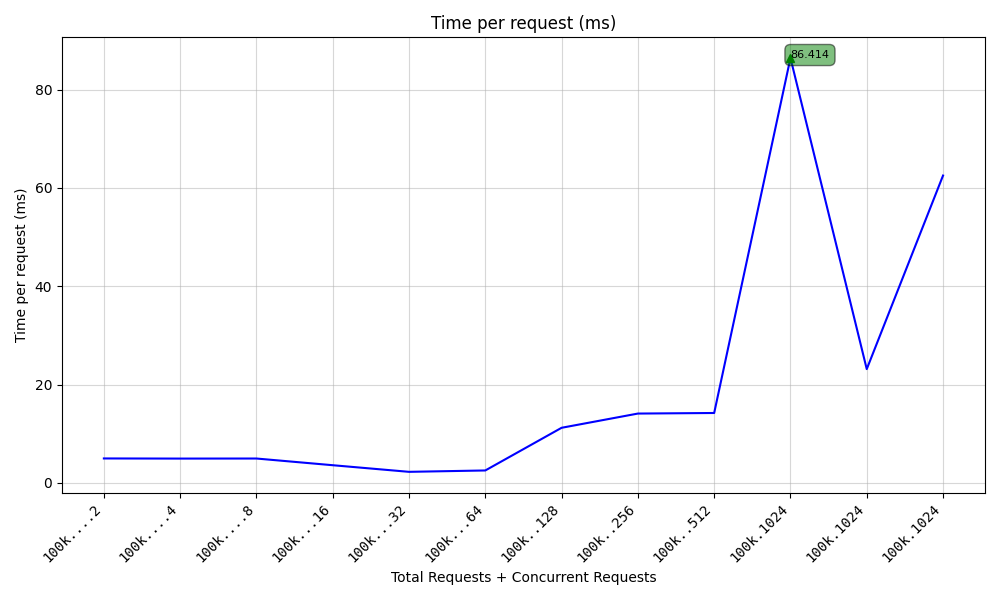 Time per request (ms)
86.414
80
60
40
20
0
Time per request (ms)
100k....2
100k....4
100k....8
100k...16
100k...32
100k...64
100k..128
100k..256
100k..512
100k.1024
100k.1024
100k.1024
Total Requests + Concurrent Requests